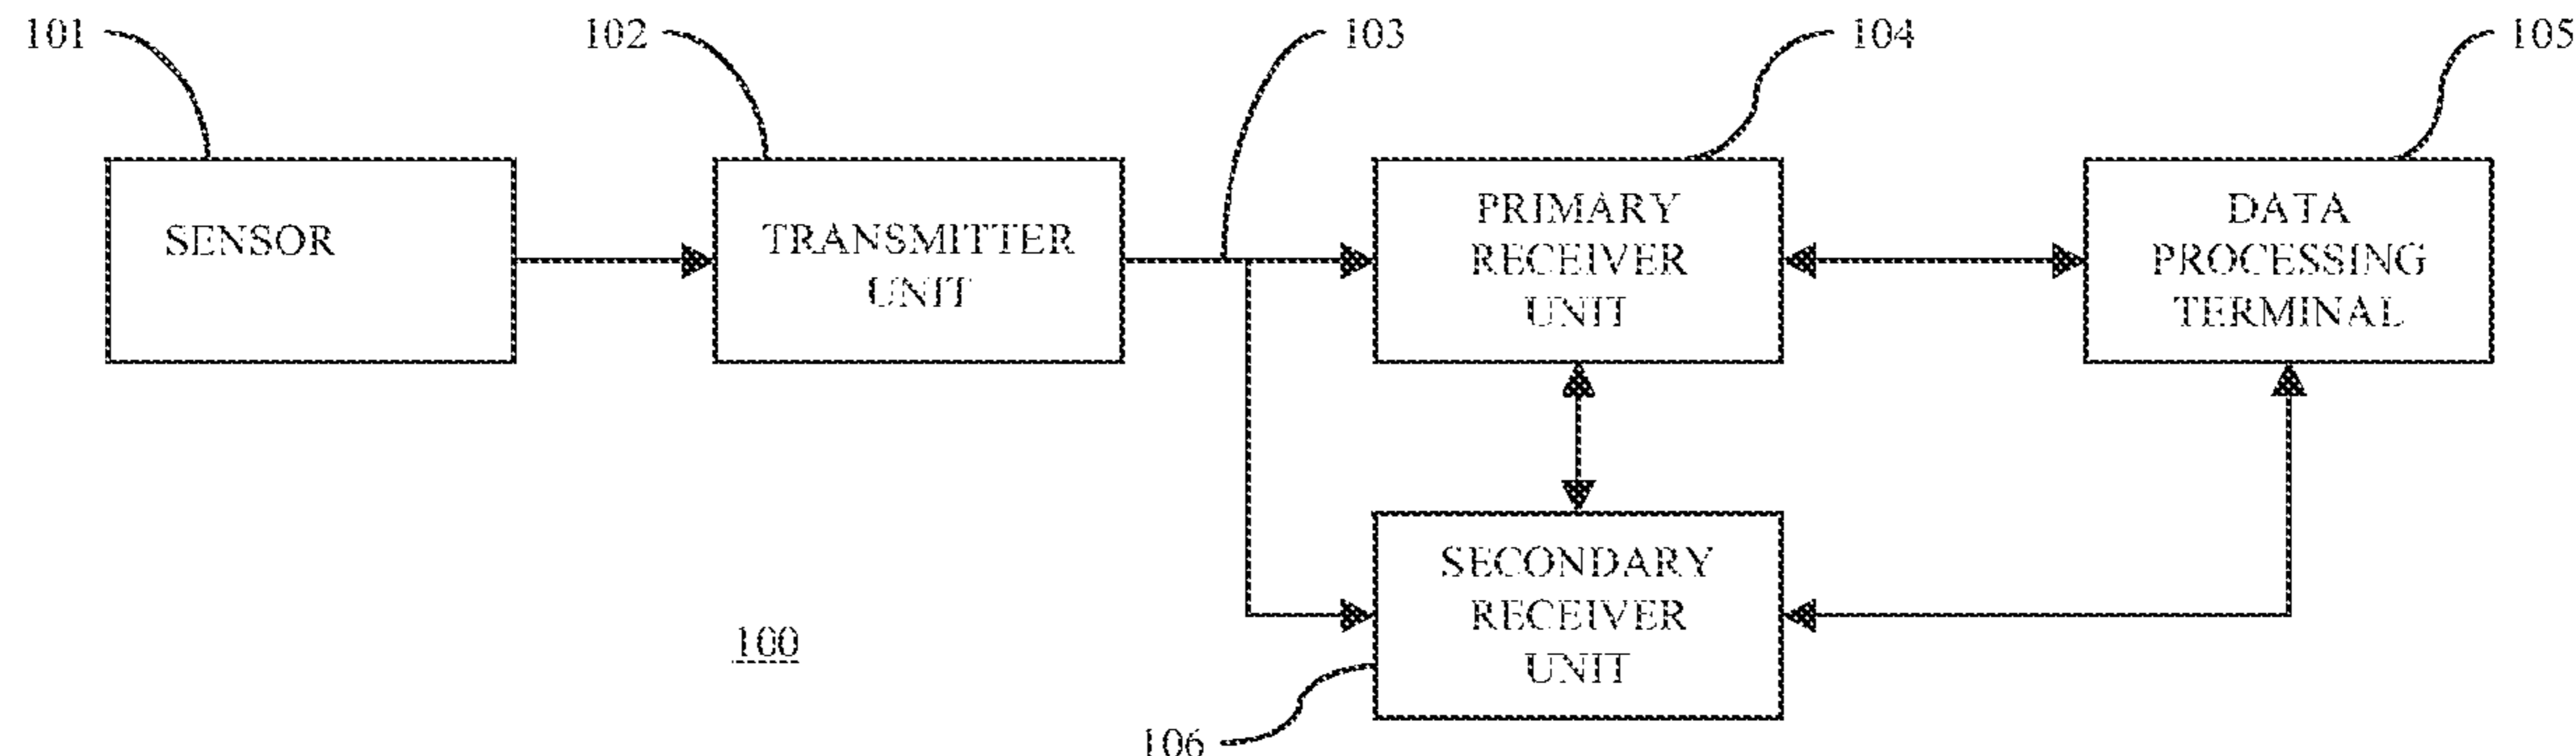 101
102
103
104
105
SENSOR
TRANSMITTER
UNIT
PRIMARY
RECEIVER
UNIT
DATA
PROCESSING
TERMINAL
SECONDARY
RECEIVER
UNIT
100
106